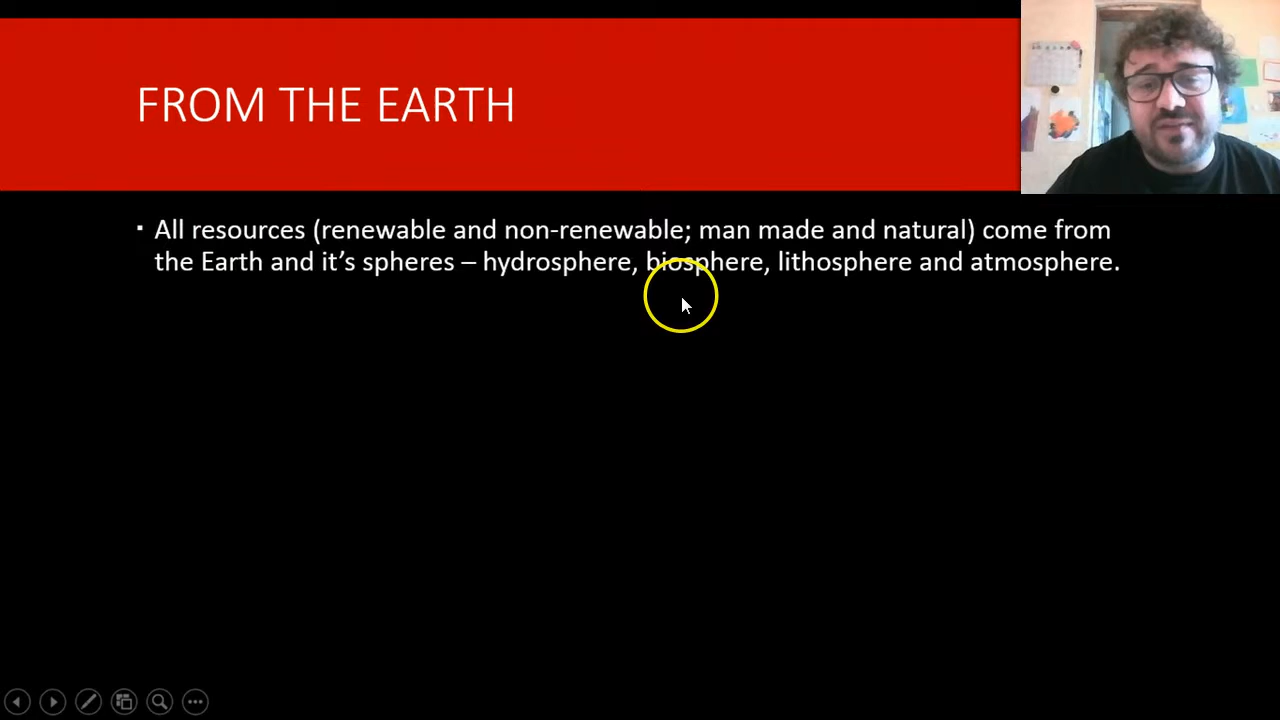 FROM THE EARTH
▪ All resources (renewable and non-renewable; man made and natural) come from
the Earth and it’s spheres – hydrosphere, biosphere, lithosphere and atmosphere.